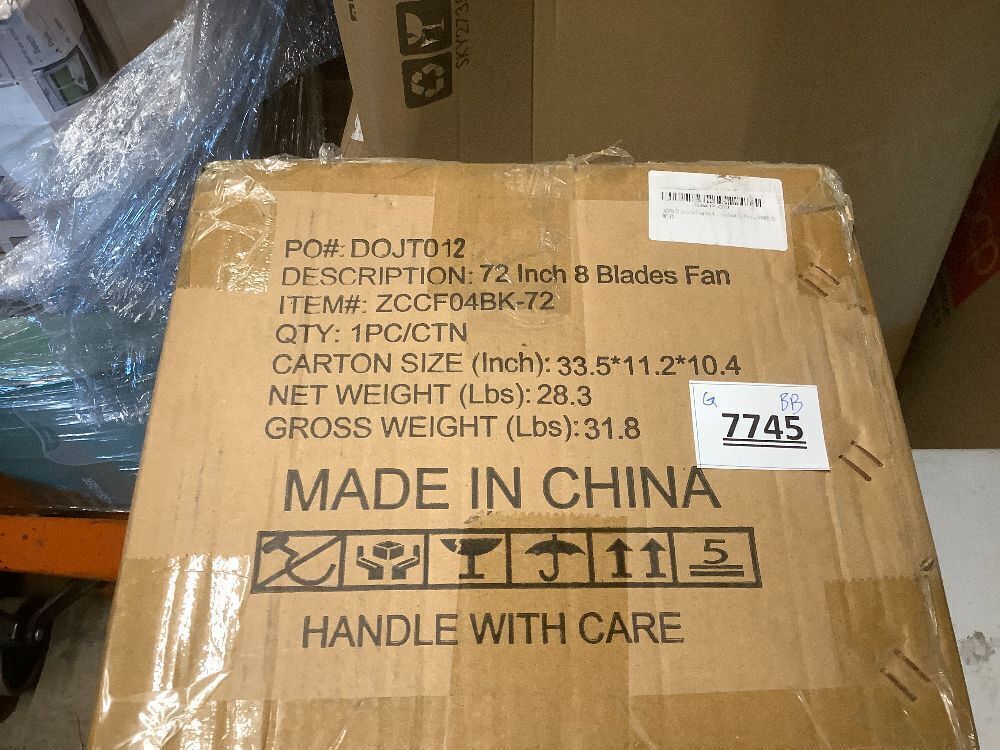 SKY2735
PO#: DOJT012
DESCRIPTION: 72 Inch 8 Blades Fan
ITEM#: ZCCF04BK-72
QTY: 1PC/CTN
CARTON SIZE (Inch): 33.5*11.2*10.4
NET WEIGHT (Lbs): 28.3
GROSS WEIGHT (Lbs): 31.8
G BB
7745
MADE IN CHINA
5
HANDLE WITH CARE